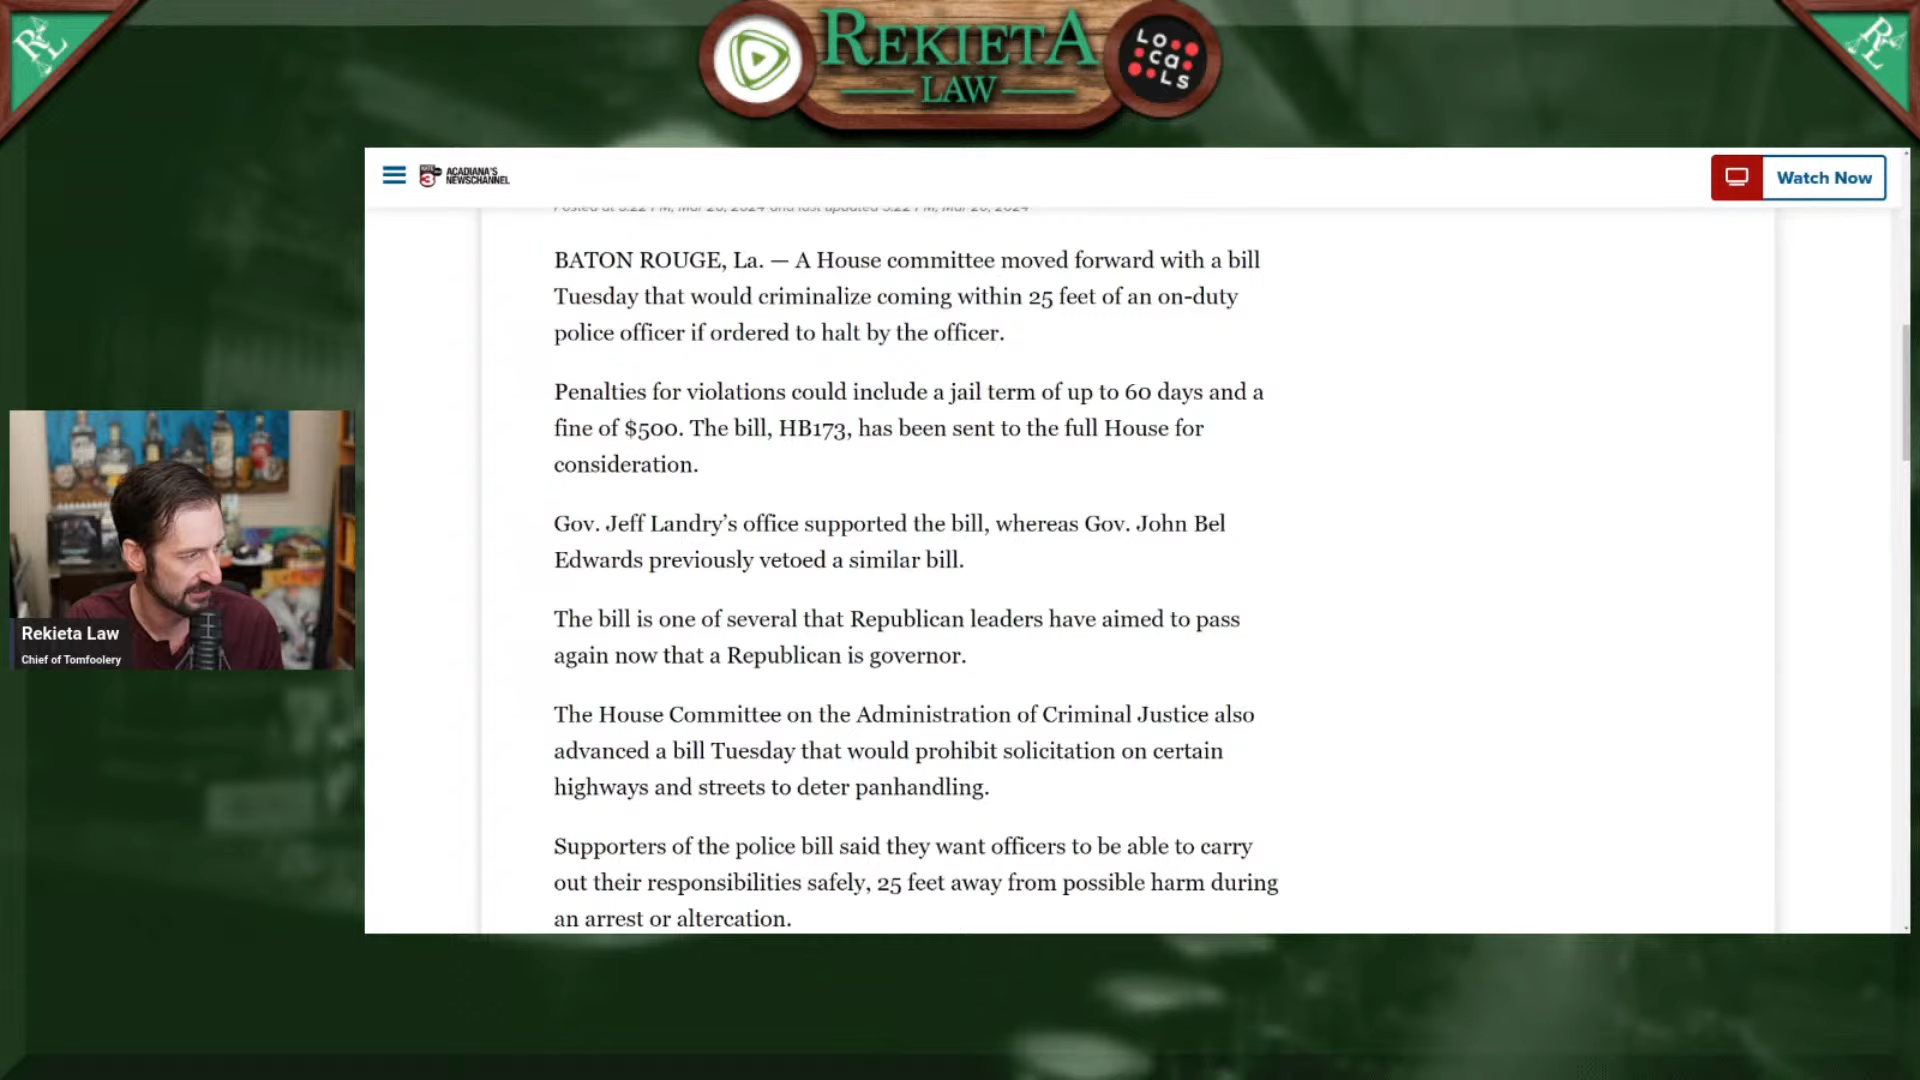 REKIETA
LAW
LOcaLS
RL
RL
KATC
3
ACADIANA'S
NEWSCHANNEL
Watch Now
BATON ROUGE, La. — A House committee moved forward with a bill
Tuesday that would criminalize coming within 25 feet of an on-duty
police officer if ordered to halt by the officer.
Penalties for violations could include a jail term of up to 60 days and a
fine of $500. The bill, HB173, has been sent to the full House for
consideration.
Gov. Jeff Landry's office supported the bill, whereas Gov. John Bel
Edwards previously vetoed a similar bill.
The bill is one of several that Republican leaders have aimed to pass
again now that a Republican is governor.
The House Committee on the Administration of Criminal Justice also
advanced a bill Tuesday that would prohibit solicitation on certain
highways and streets to deter panhandling.
Supporters of the police bill said they want officers to be able to carry
out their responsibilities safely, 25 feet away from possible harm during
an arrest or altercation.
Rekieta Law
Chief of Tomfoolery